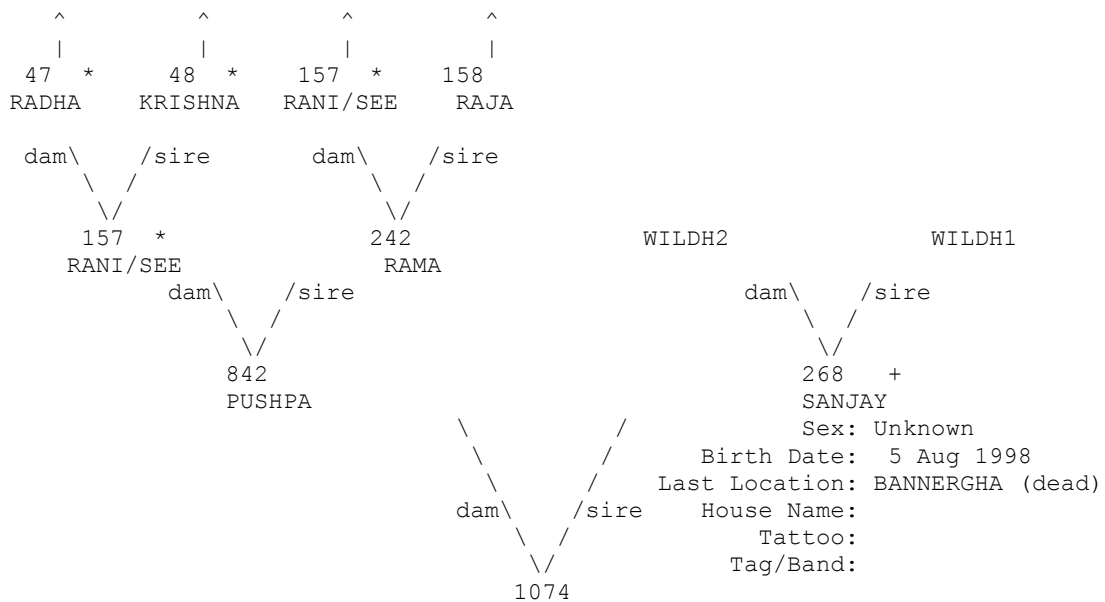 ^ ^ ^ ^
| | | |
47 * 48 * 157 * 158
RADHA KRISHNA RANI/SEE RAJA
dam\ /sire dam\ /sire
\ / \ /
\/ \/
157 * 242 WILDH2 WILDH1
RANI/SEE RAMA
dam\ /sire dam\ /sire
\ / \ /
\/ \/
842 268 +
PUSHPA SANJAY
\ / Sex: Unknown
\ / Birth Date: 5 Aug 1998
\ / Last Location: BANNERGHA (dead)
dam\ /sire House Name:
\ / Tattoo:
\/ Tag/Band:
1074